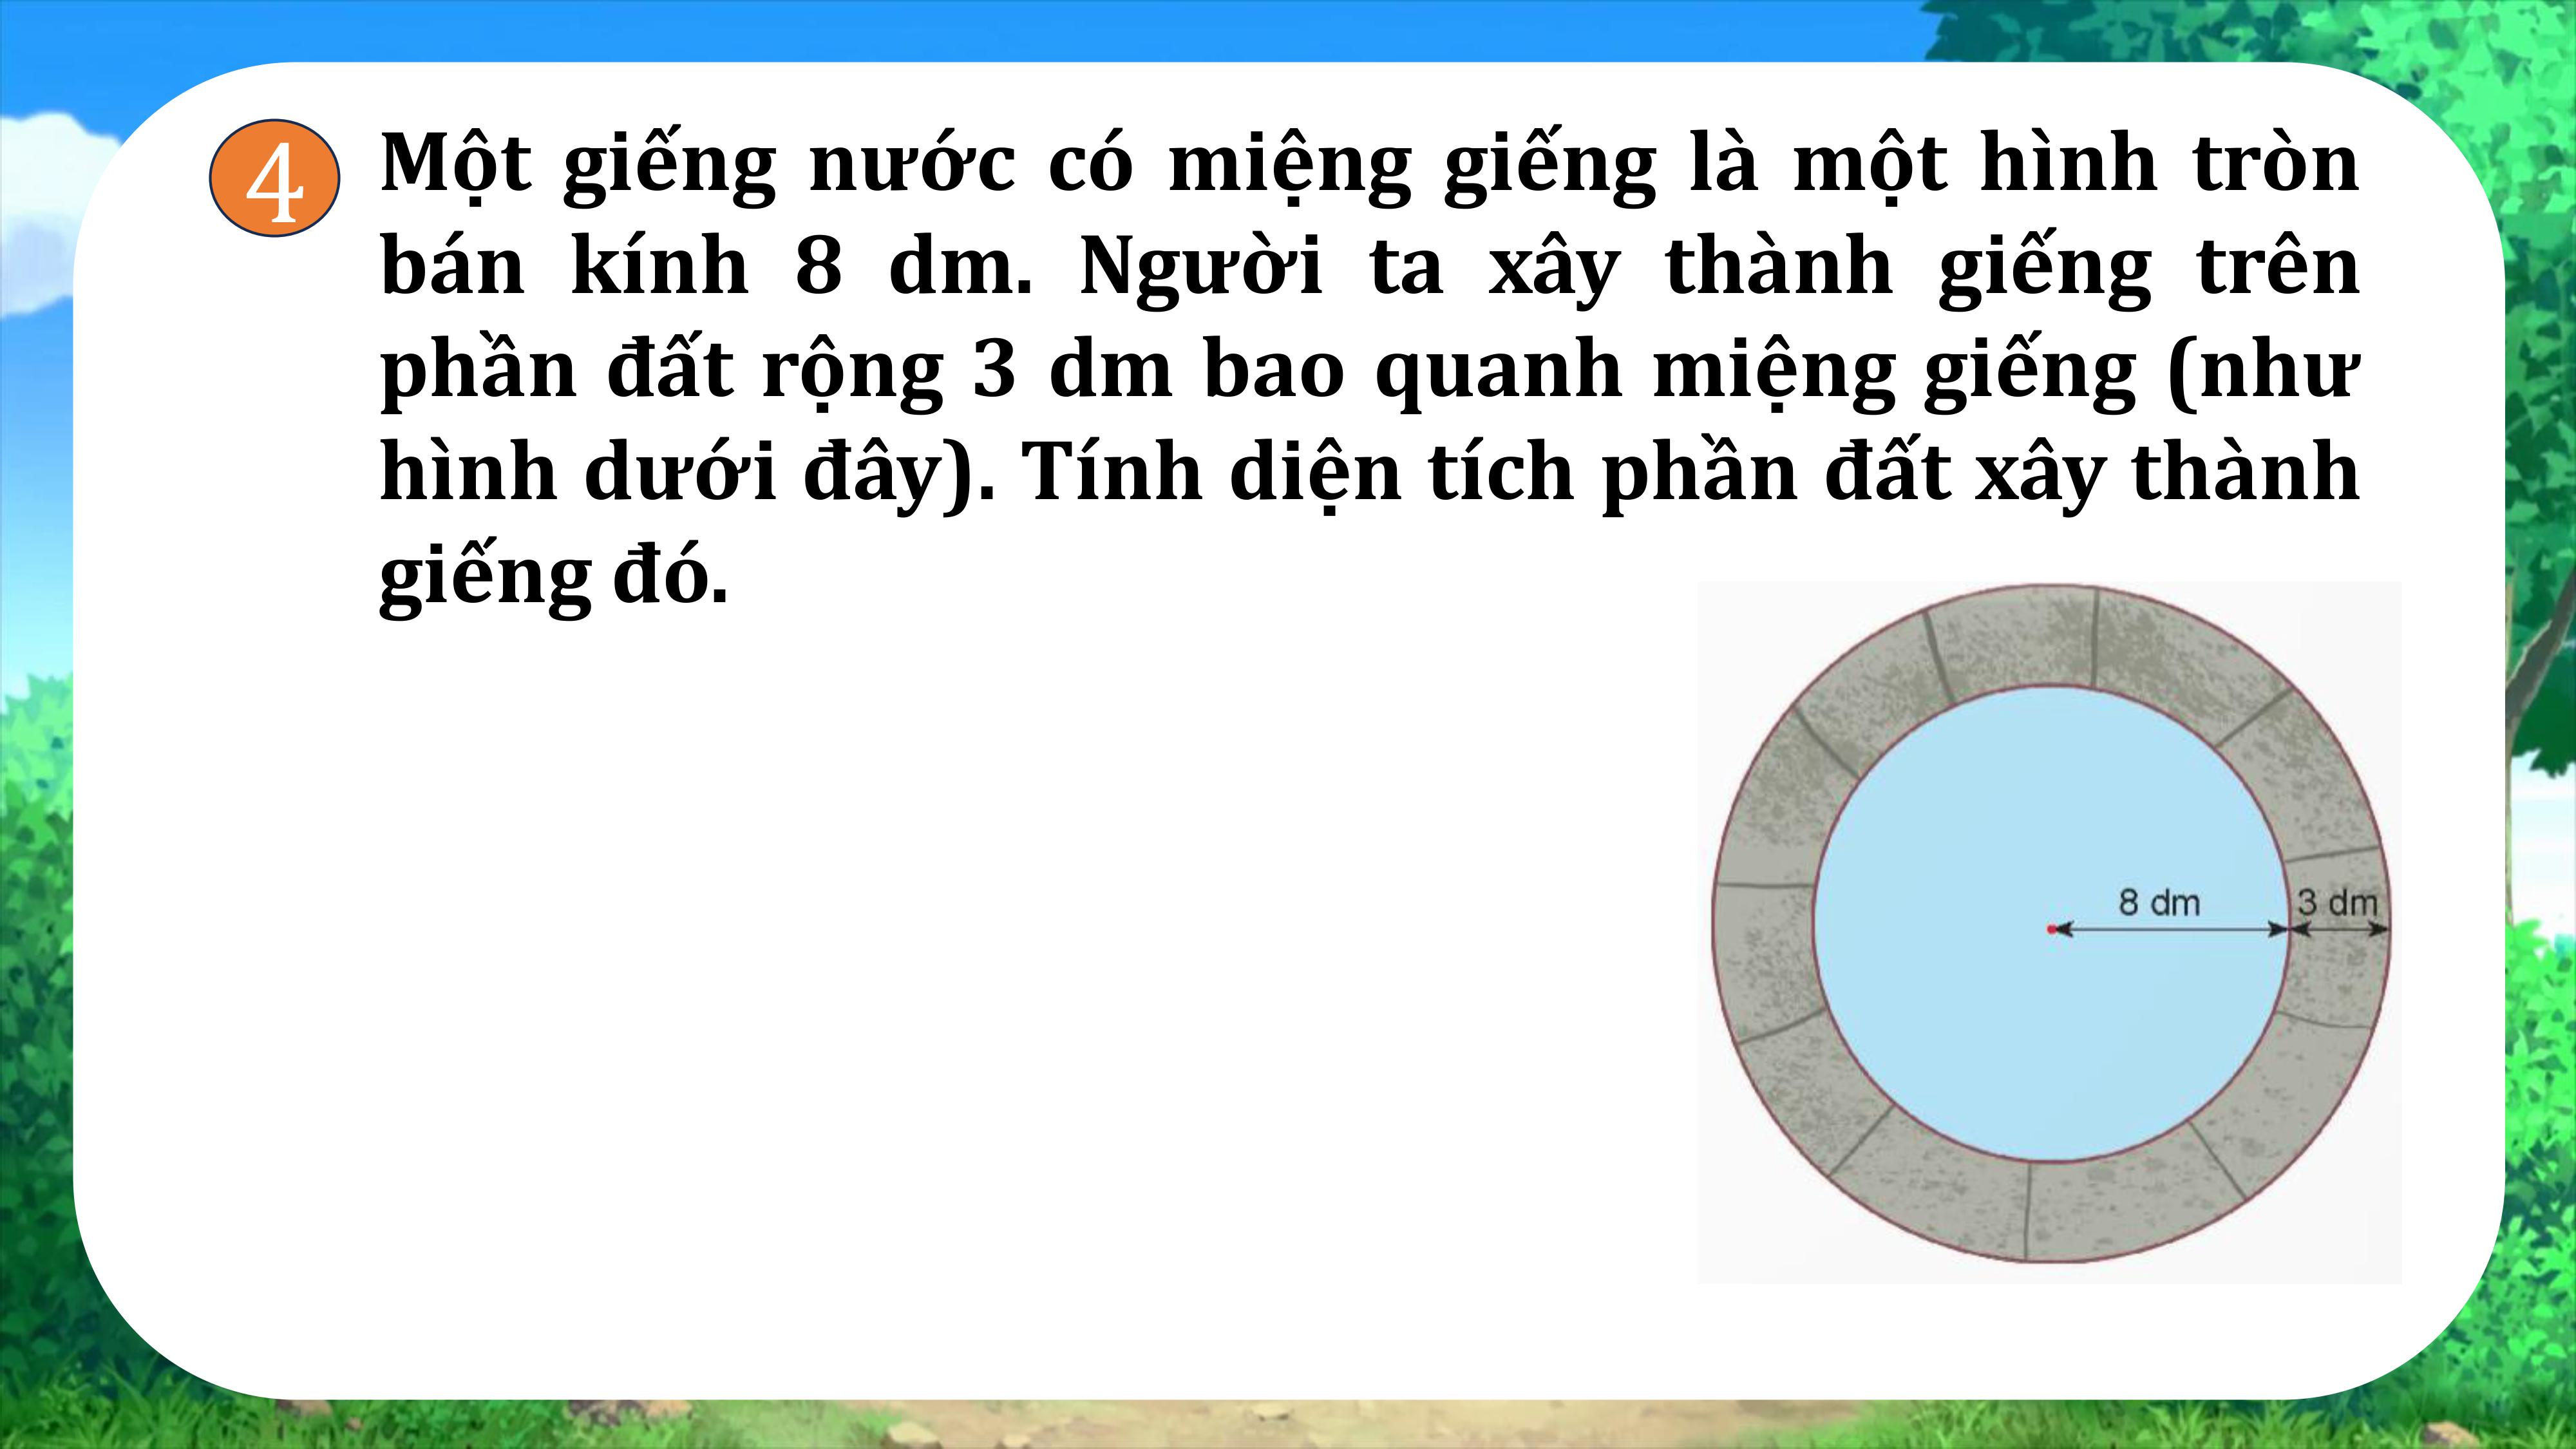 4
Một giếng nước có miệng giếng là một hình tròn
bán kính 8 dm. Người ta xây thành giếng trên
phần đất rộng 3 dm bao quanh miệng giếng (như
hình dưới đây). Tính diện tích phần đất xây thành
giếng đó.
8 dm
3 dm